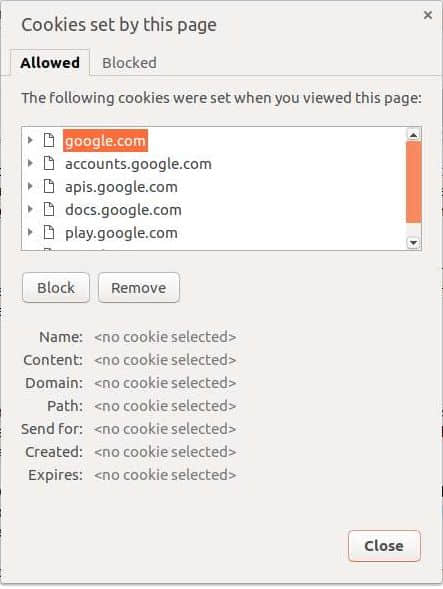 Cookies set by this page
×
Allowed Blocked
The following cookies were set when you viewed this page:
google.com
accounts.google.com
apis.google.com
docs.google.com
play.google.com
Block Remove
Name: <no cookie selected>
Content: <no cookie selected>
Domain: <no cookie selected>
Path: <no cookie selected>
Send for: <no cookie selected>
Created: <no cookie selected>
Expires: <no cookie selected>
Close